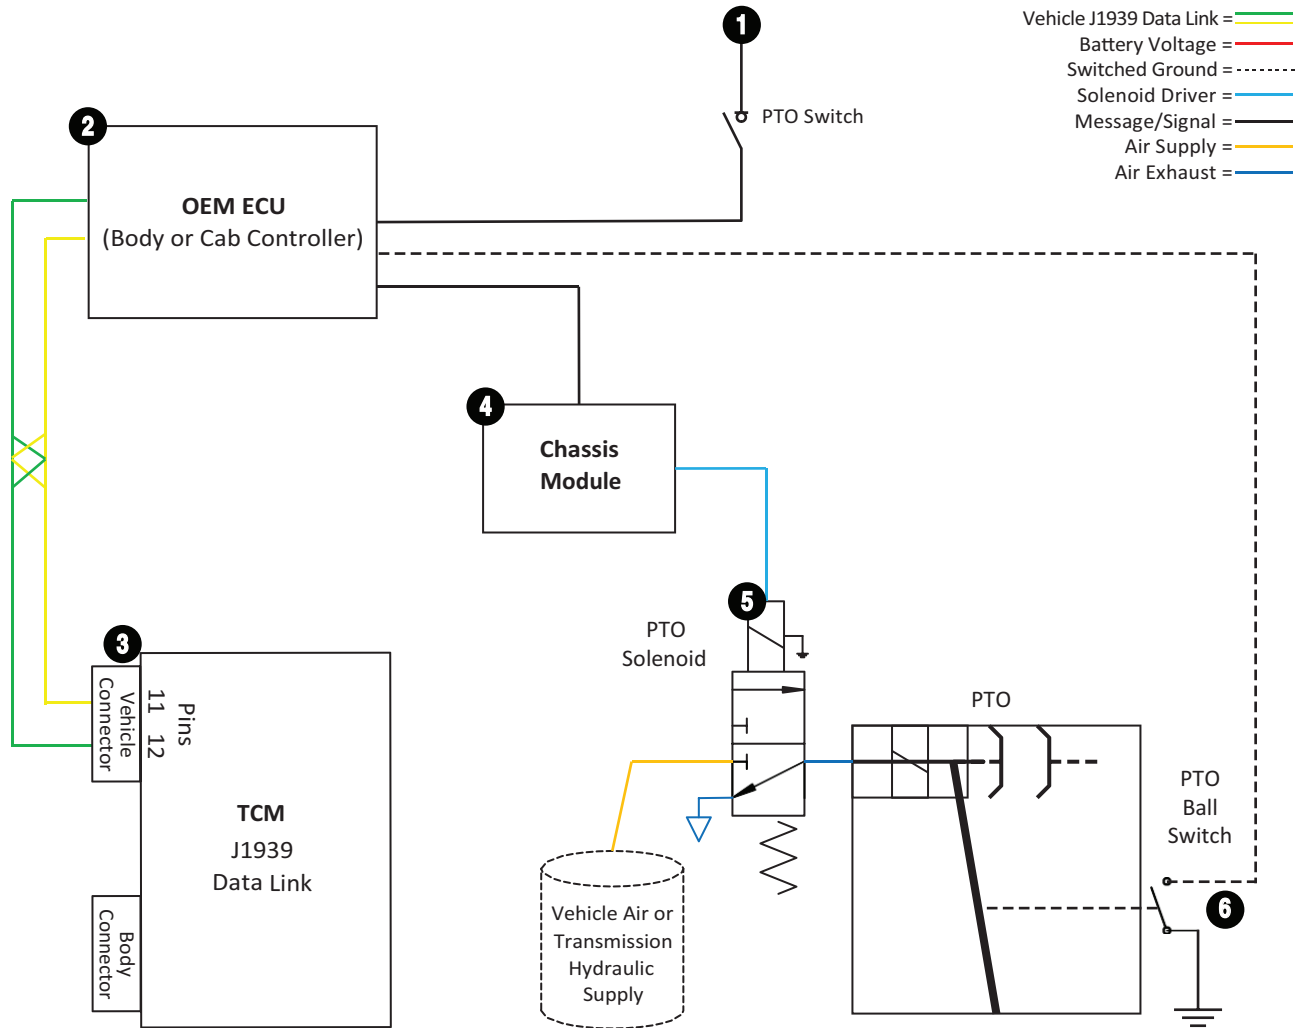 1
Vehicle J1939 Data Link =
Battery Voltage =
Switched Ground =
Solenoid Driver =
Message/Signal =
Air Supply =
Air Exhaust =
PTO Switch
2
OEM ECU
(Body or Cab Controller)
4
Chassis
Module
5
PTO
Solenoid
3
Vehicle
Connector
11 12
Pins
TCM
J1939
Data Link
Body
Connector
PTO
PTO
Ball
Switch
6
Vehicle Air or
Transmission
Hydraulic
Supply